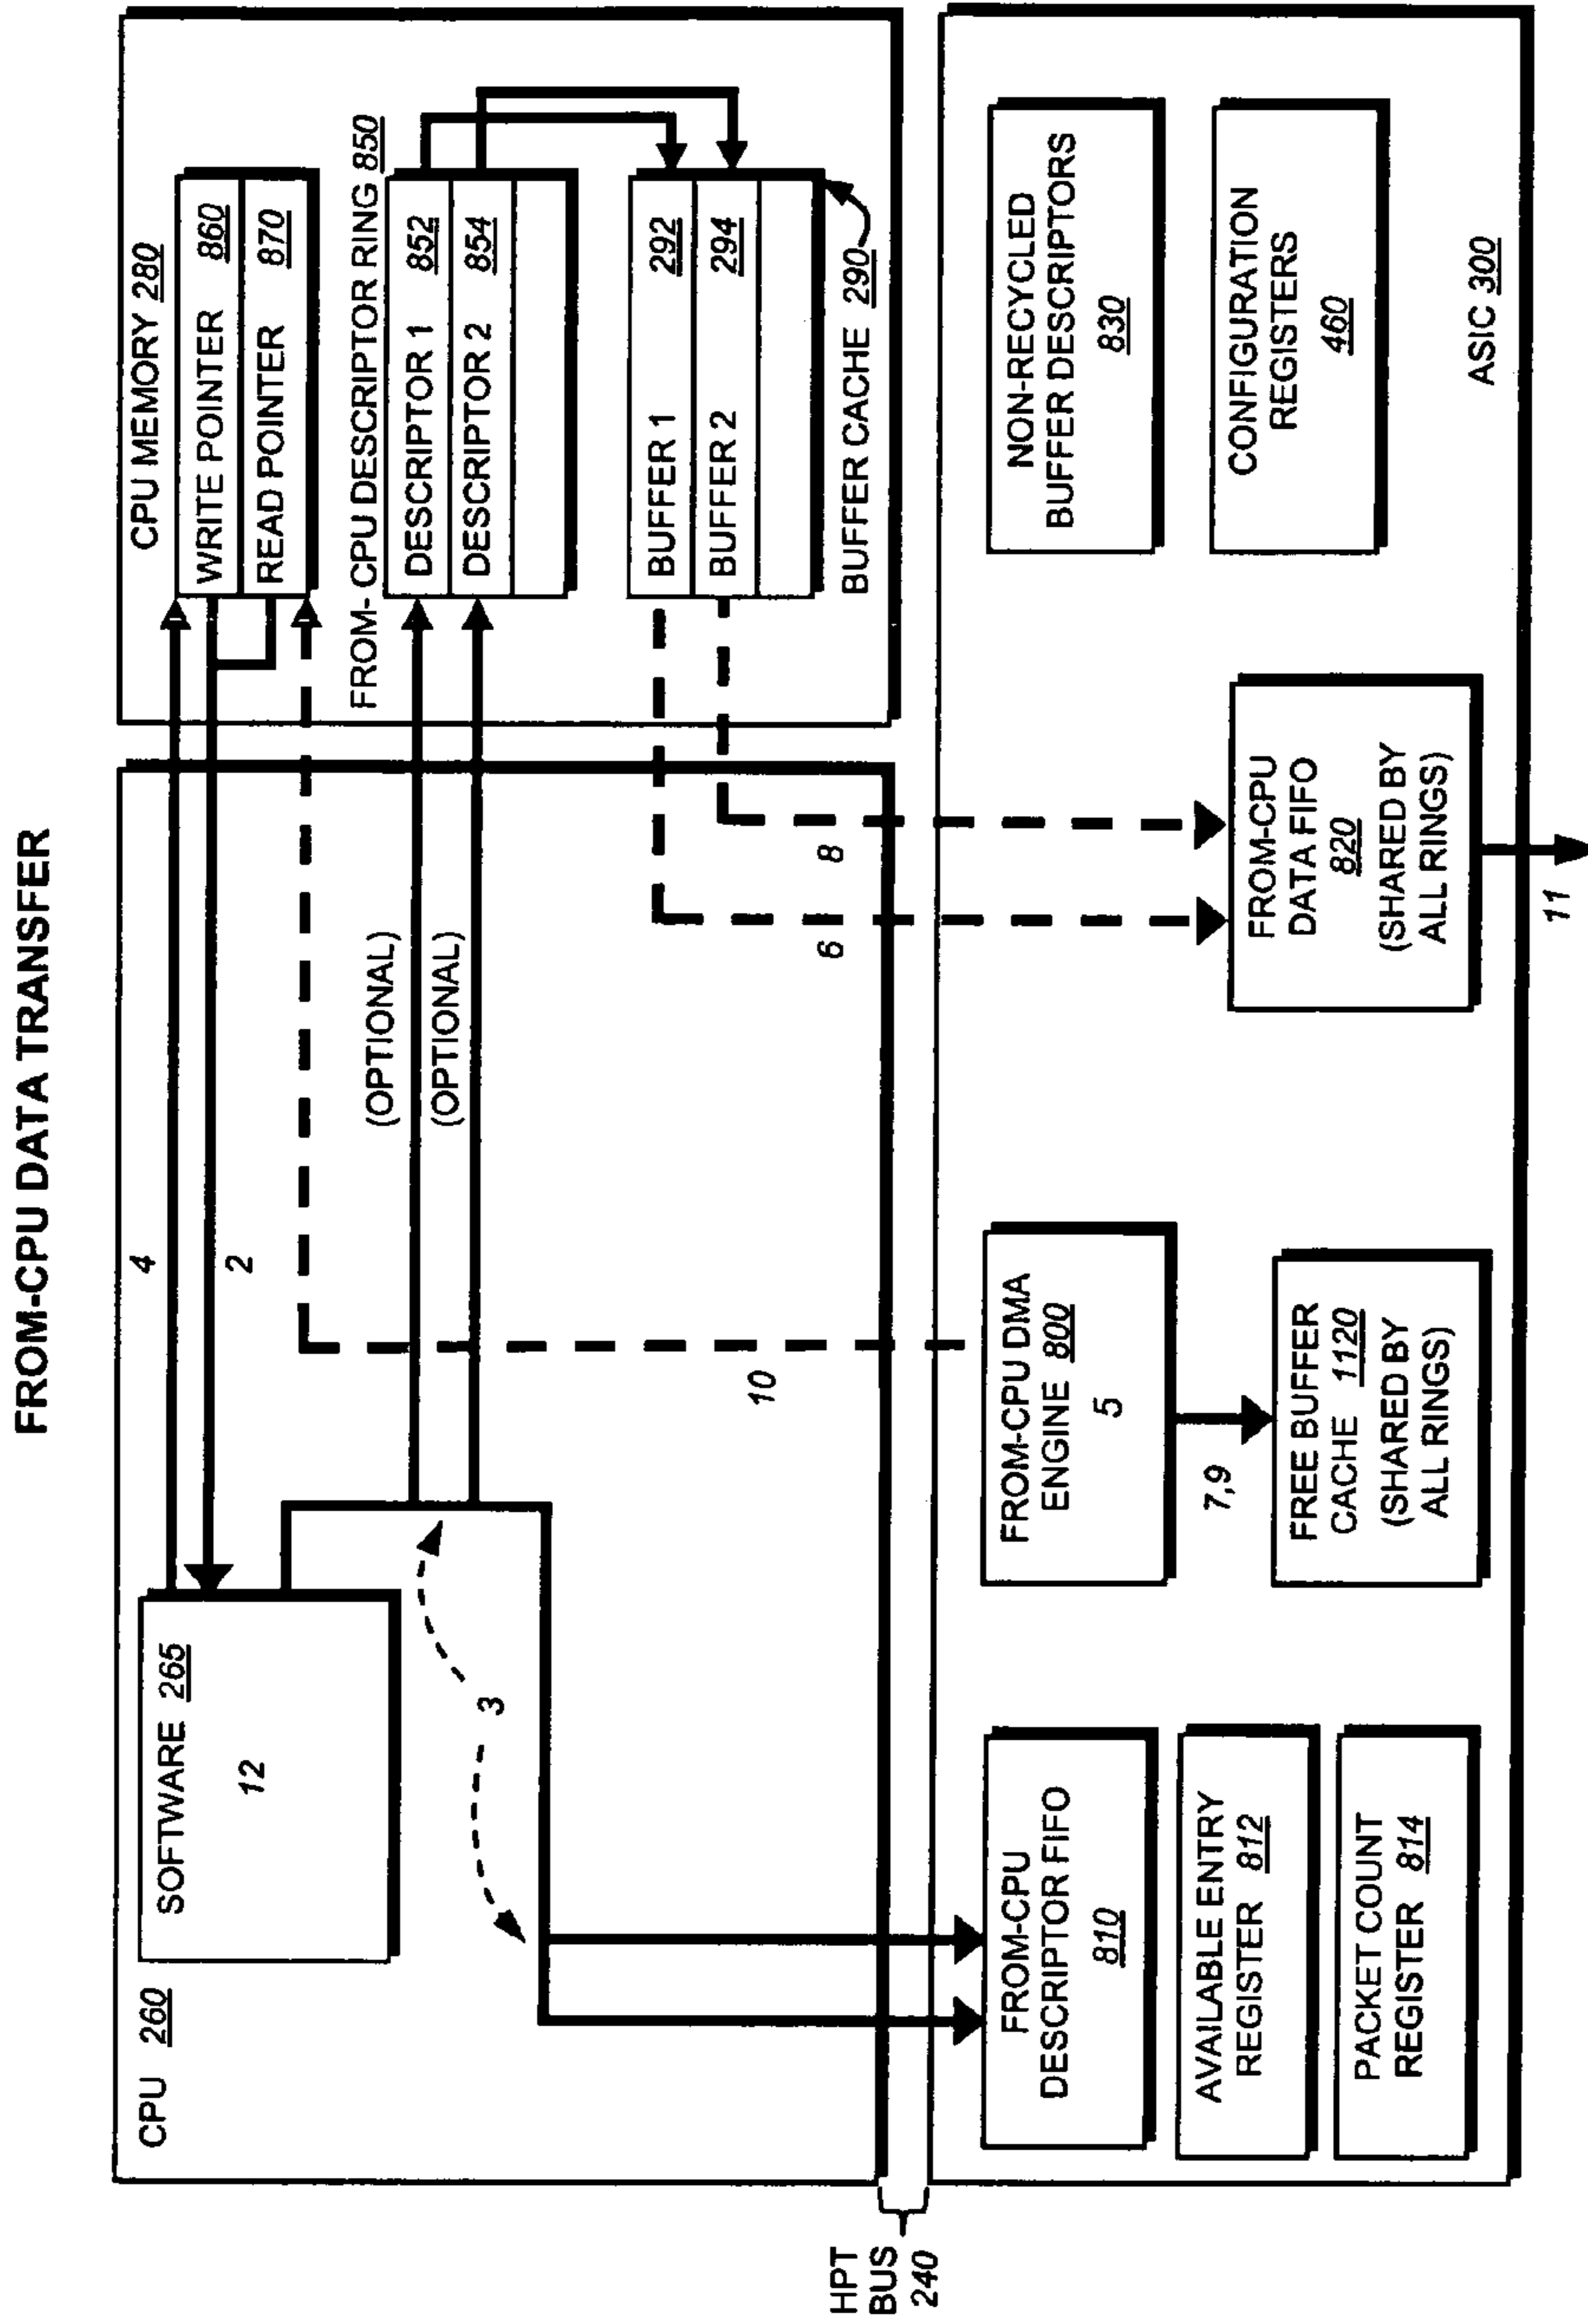 FROM-CPU DATA TRANSFER
CPU 260
SOFTWARE 265
12
4
2
3
(OPTIONAL)
(OPTIONAL)
10
6
8
CPU MEMORY 280
WRITE POINTER 860
READ POINTER 870
FROM- CPU DESCRIPTOR RING 850
DESCRIPTOR 1 852
DESCRIPTOR 2 854
BUFFER 1 292
BUFFER 2 294
BUFFER CACHE 290
HPT
BUS
240
FROM-CPU
DESCRIPTOR FIFO
810
AVAILABLE ENTRY
REGISTER 812
PACKET COUNT
REGISTER 814
FROM-CPU DMA
ENGINE 800
5
7,9
FREE BUFFER
CACHE 1120
(SHARED BY
ALL RINGS)
FROM-CPU
DATA FIFO
820
(SHARED BY
ALL RINGS)
11
NON-RECYCLED
BUFFER DESCRIPTORS
830
CONFIGURATION
REGISTERS
460
ASIC 300